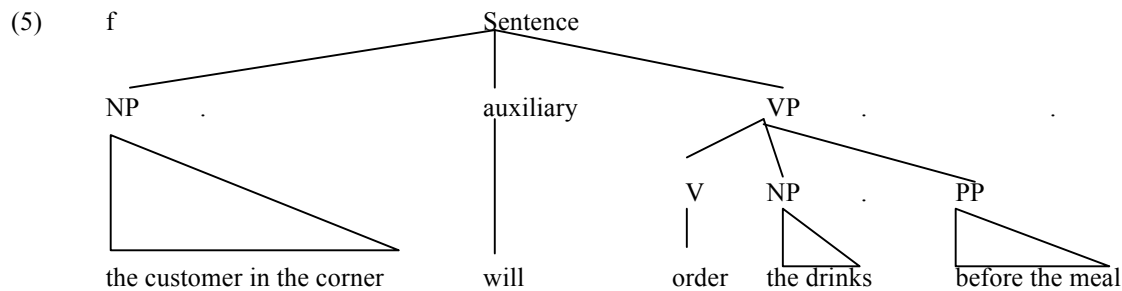 (5) f Sentence
NP . auxiliary VP . .
V NP . PP
the customer in the corner will order the drinks before the meal